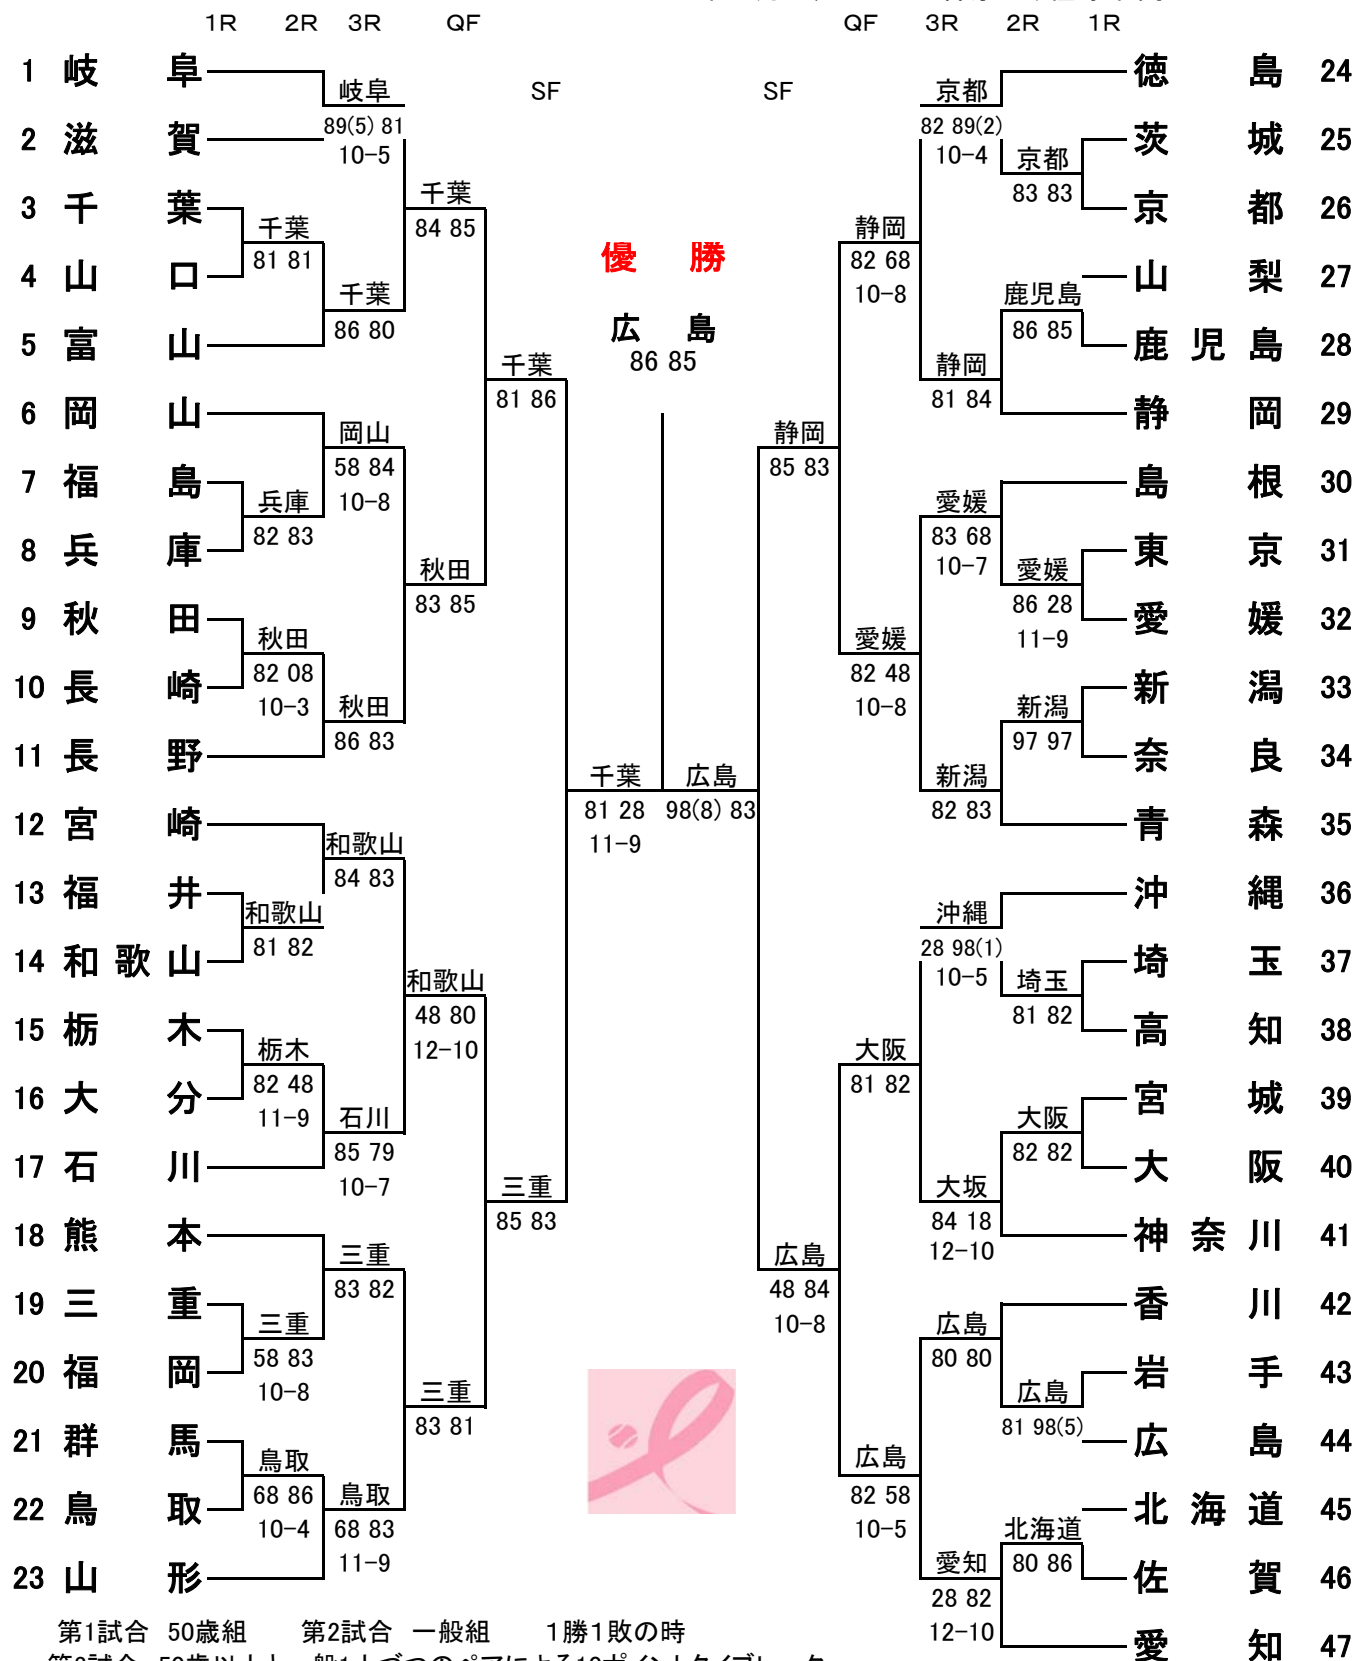 1R 2R 3R QF QF 3R 2R 1R
SF SF
1 岐阜
2 滋賀
3 千葉
4 山口
5 富山
6 岡山
7 福島
8 兵庫
9 秋田
10 長崎
11 長野
12 宮崎
13 福井
14 和歌山
15 栃木
16 大分
17 石川
18 熊本
19 三重
20 福岡
21 群馬
22 鳥取
23 山形
千葉
81 81
兵庫
82 83
秋田
82 08
10-3
和歌山
81 82
栃木
82 48
11-9
三重
58 83
10-8
鳥取
68 86
10-4
岐阜
89(5) 81
10-5
千葉
86 80
岡山
58 84
10-8
秋田
86 83
和歌山
84 83
石川
85 79
10-7
三重
83 82
鳥取
68 83
11-9
千葉
84 85
秋田
83 85
和歌山
48 80
12-10
三重
83 81
千葉
81 86
三重
85 83
千葉
81 28
11-9
優勝
広島
86 85
広島
98(8) 83
静岡
85 83
広島
48 84
10-8
静岡
82 68
10-8
愛媛
82 48
10-8
大阪
81 82
広島
82 58
10-5
京都
82 89(2)
10-4
静岡
81 84
愛媛
83 68
10-7
新潟
82 83
沖縄
28 98(1)
10-5
大坂
84 18
12-10
広島
80 80
愛知
28 82
12-10
京都
83 83
鹿児島
86 85
愛媛
86 28
11-9
新潟
97 97
埼玉
81 82
大阪
82 82
広島
81 98(5)
北海道
80 86
徳島 24
茨城 25
京都 26
山梨 27
鹿児島 28
静岡 29
島根 30
東京 31
愛媛 32
新潟 33
奈良 34
青森 35
沖縄 36
埼玉 37
高知 38
宮城 39
大阪 40
神奈川 41
香川 42
岩手 43
広島 44
北海道 45
佐賀 46
愛知 47
第1試合 50歳組 第2試合 一般組 1勝1敗の時